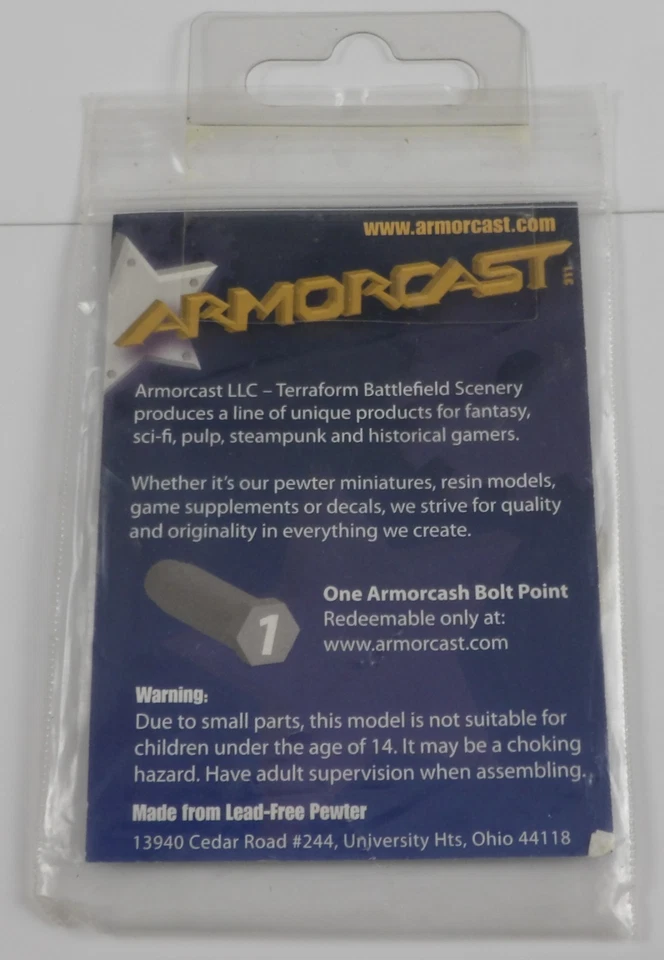 www.armorcast.com
ARMORCAST LLC
Armorcast LLC – Terraform Battlefield Scenery
produces a line of unique products for fantasy,
sci-fi, pulp, steampunk and historical gamers.
Whether it's our pewter miniatures, resin models,
game supplements or decals, we strive for quality
and originality in everything we create.
1
One Armorcash Bolt Point
Redeemable only at:
www.armorcast.com
Warning:
Due to small parts, this model is not suitable for
children under the age of 14. It may be a choking
hazard. Have adult supervision when assembling.
Made from Lead-Free Pewter
13940 Cedar Road #244, University Hts, Ohio 44118